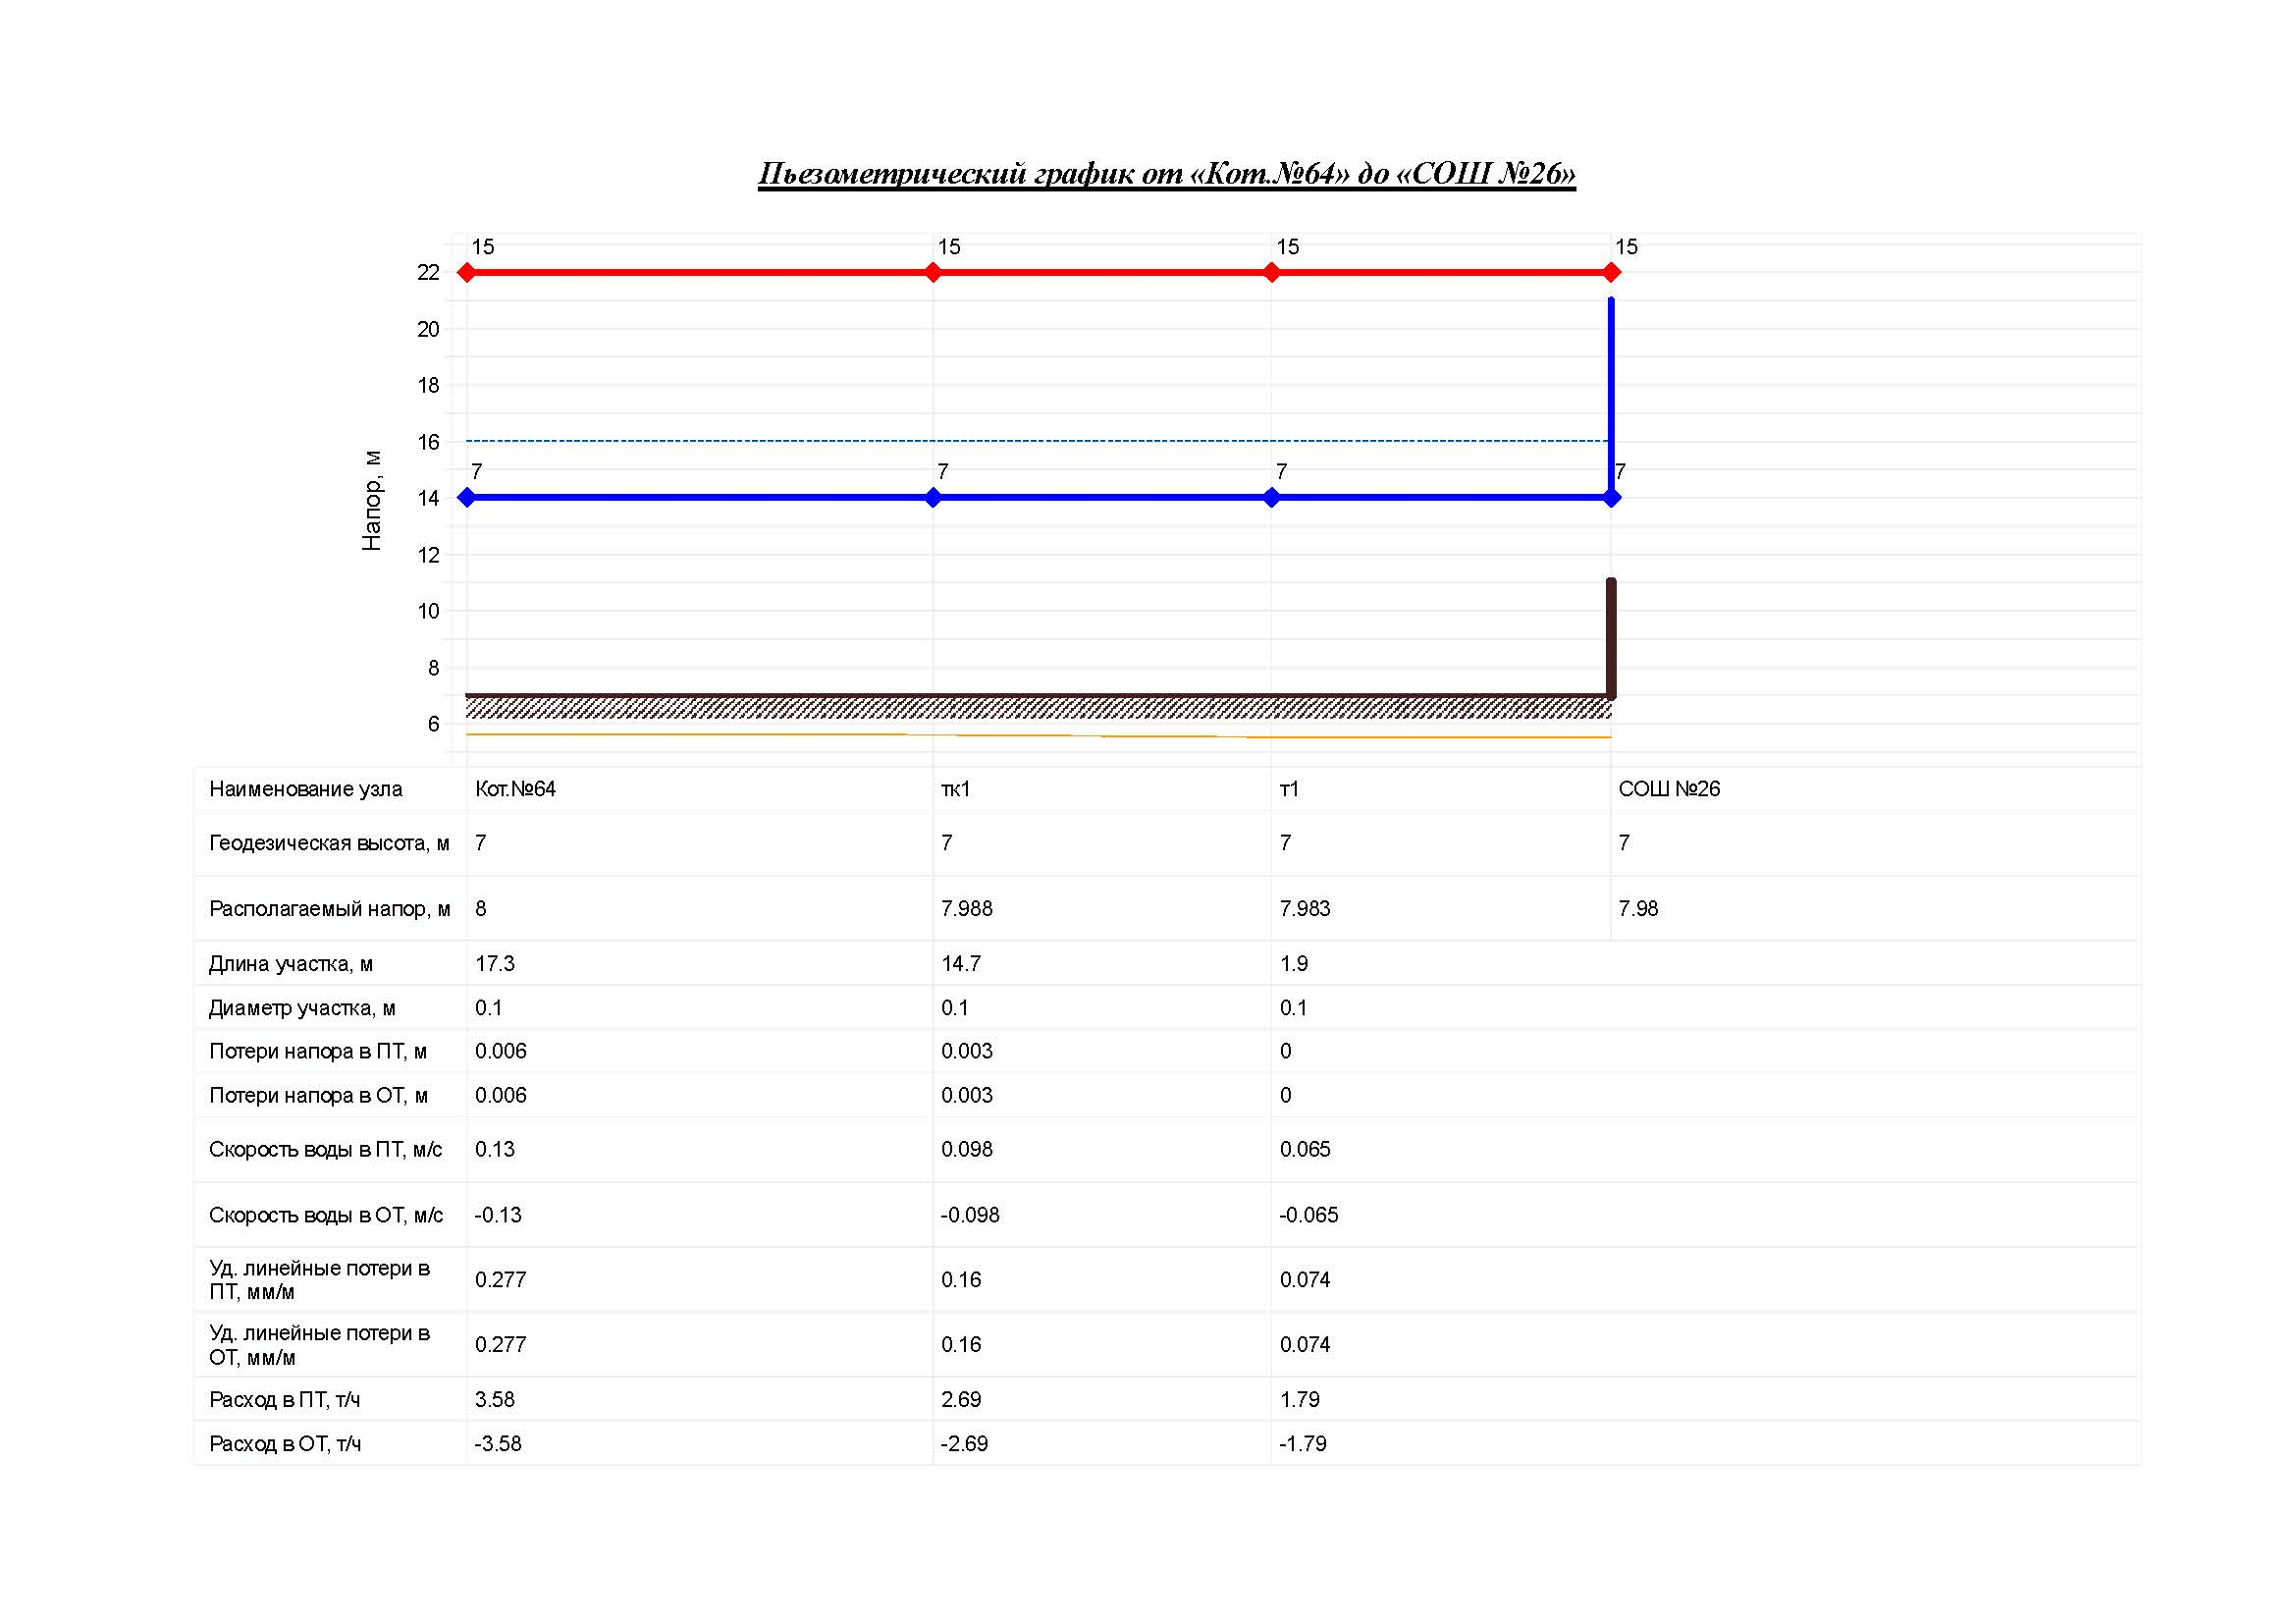 Пьезометрический график от «Кот.№64» до «СОШ №26»
15 15 15 15
22
20
18
16
7 7 7 7
14
12
10
8
6
Напор, м
Наименование узла Кот.№64 тк1 т1 СОШ №26
Геодезическая высота, м 7 7 7 7
Располагаемый напор, м 8 7.988 7.983 7.98
Длина участка, м 17.3 14.7 1.9
Диаметр участка, м 0.1 0.1 0.1
Потери напора в ПТ, м 0.006 0.003 0
Потери напора в ОТ, м 0.006 0.003 0
Скорость воды в ПТ, м/с 0.13 0.098 0.065
Скорость воды в ОТ, м/с -0.13 -0.098 -0.065
Уд. линейные потери в
ПТ, мм/м 0.277 0.16 0.074
Уд. линейные потери в
ОТ, мм/м 0.277 0.16 0.074
Расход в ПТ, т/ч 3.58 2.69 1.79
Расход в ОТ, т/ч -3.58 -2.69 -1.79